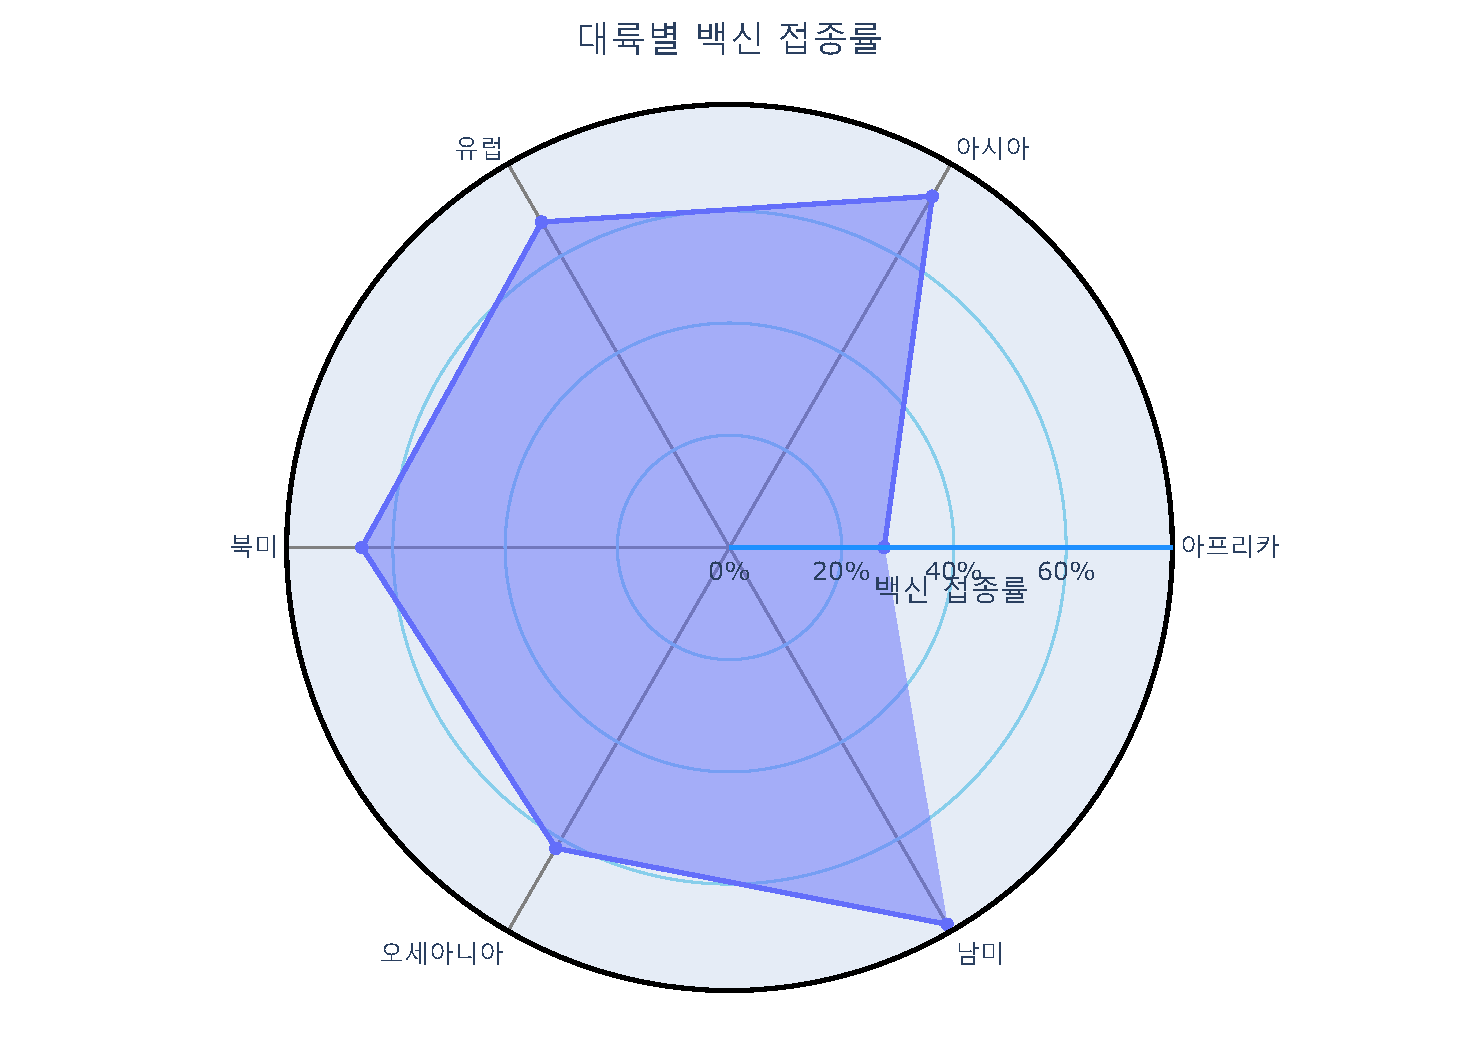 대륙별 백신 접종률
유럽
아시아
북미
아프리카
0% 20% 40% 60%
백신 접종률
오세아니아
남미